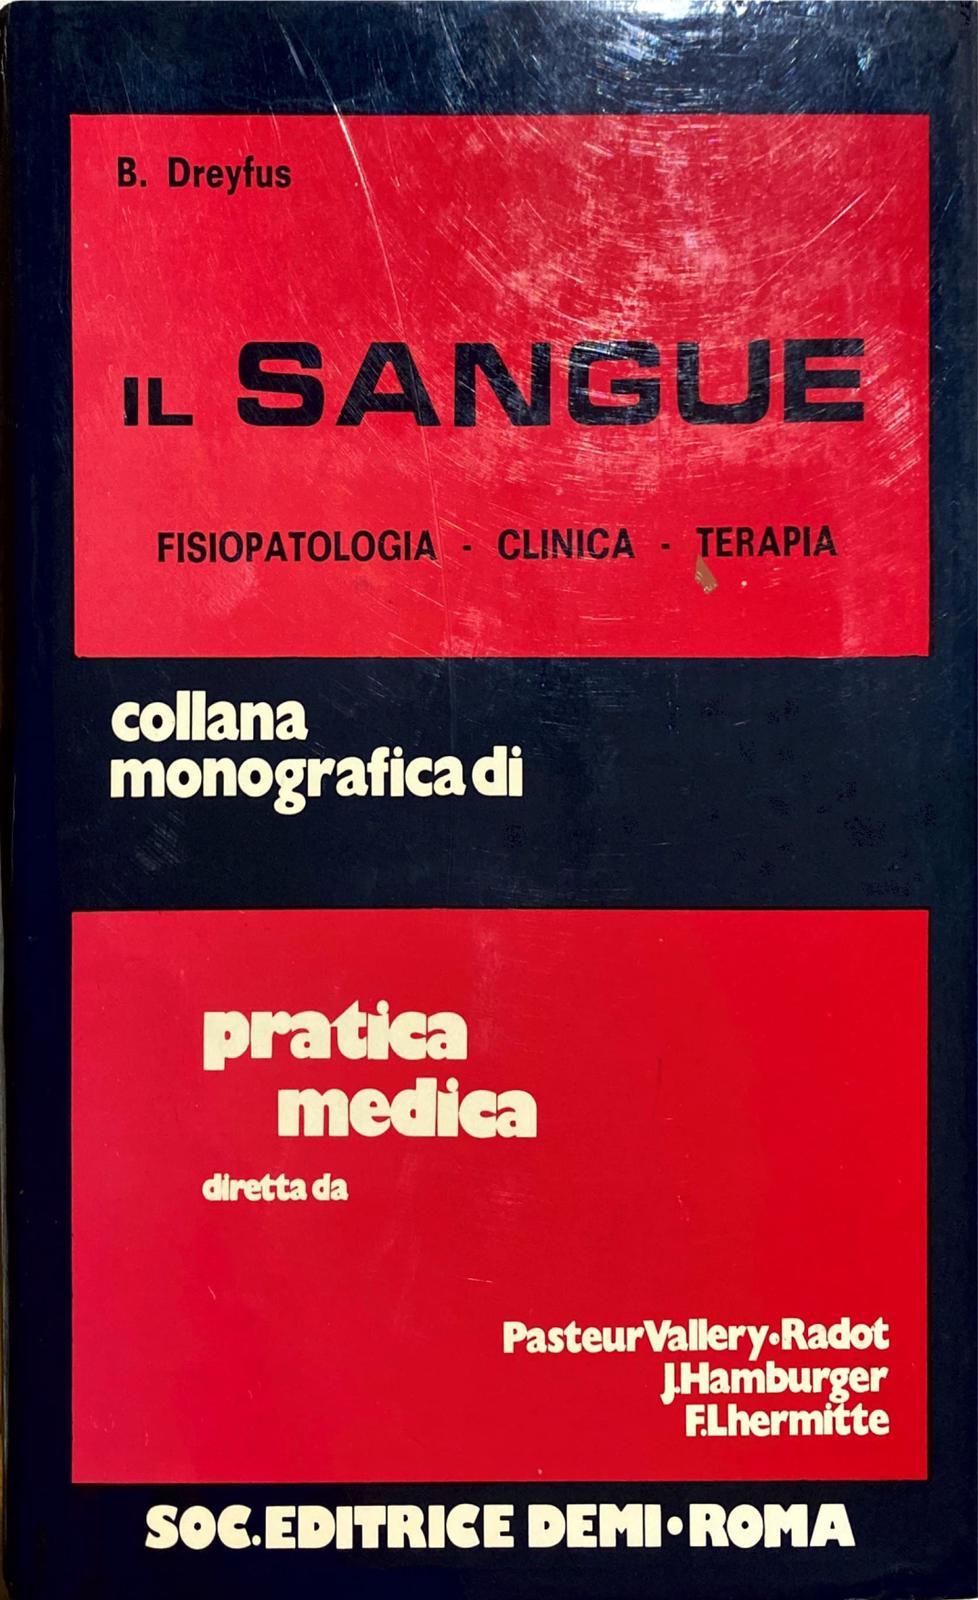 B. Dreyfus
IL SANGUE
FISIOPATOLOGIA - CLINICA - TERAPIA
collana
monografica di
pratica
medica
diretta da
Pasteur Vallery•Radot
J.Hamburger
F.Lhermitte
SOC.EDITRICE DEMI•ROMA